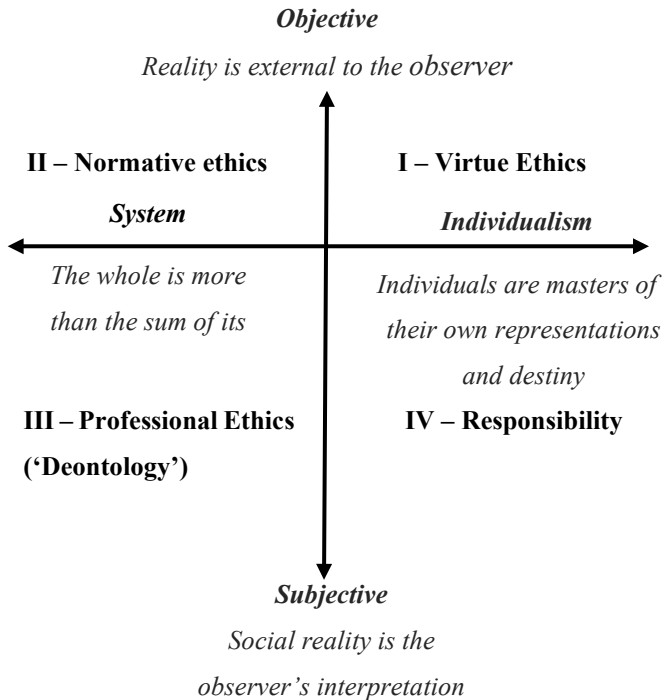 Objective
Reality is external to the observer
II – Normative ethics
I – Virtue Ethics
System
Individualism
The whole is more
than the sum of its
Individuals are masters of
their own representations
and destiny
III – Professional Ethics
(‘Deontology’)
IV – Responsibility
Subjective
Social reality is the
observer’s interpretation